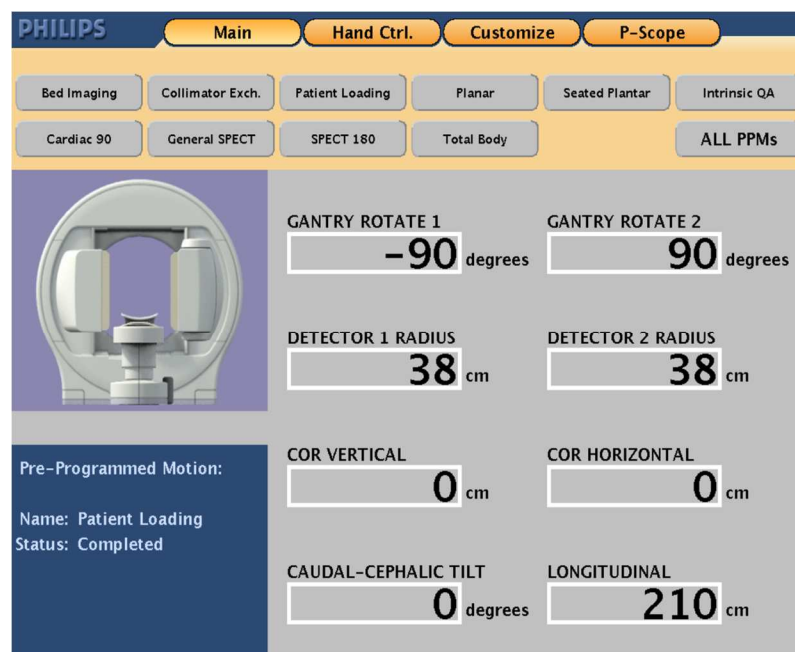 PHILIPS Main Hand Ctrl. Customize P-Scope
Bed Imaging Collimator Exch. Patient Loading Planar Seated Plantar Intrinsic QA
Cardiac 90 General SPECT SPECT 180 Total Body ALL PPMs
GANTRY ROTATE 1 GANTRY ROTATE 2
-90 degrees 90 degrees
DETECTOR 1 RADIUS DETECTOR 2 RADIUS
38 cm 38 cm
COR VERTICAL COR HORIZONTAL
0 cm 0 cm
CAUDAL-CEPHALIC TILT LONGITUDINAL
0 degrees 210 cm
Pre-Programmed Motion:
Name: Patient Loading
Status: Completed